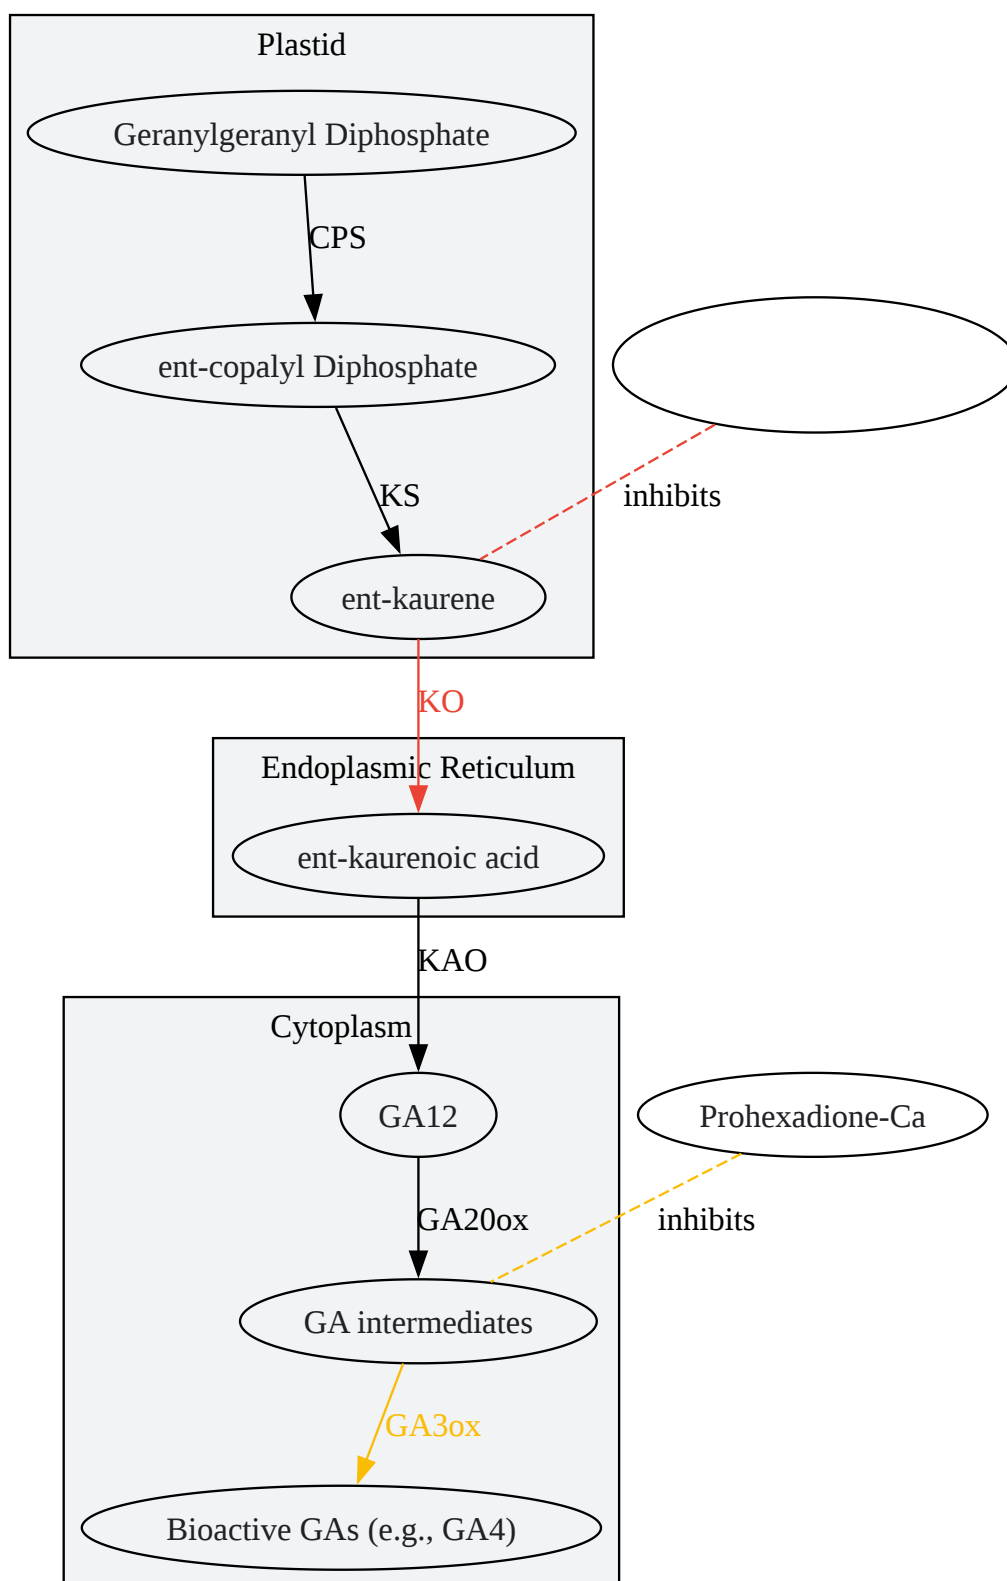 Plastid
Geranylgeranyl Diphosphate
CPS
ent-copalyl Diphosphate
KS
inhibits
ent-kaurene
KO
Endoplasmic Reticulum
ent-kaurenoic acid
KAO
Cytoplasm
GA12
Prohexadione-Ca
GA20ox
inhibits
GA intermediates
GA3ox
Bioactive GAs (e.g., GA4)